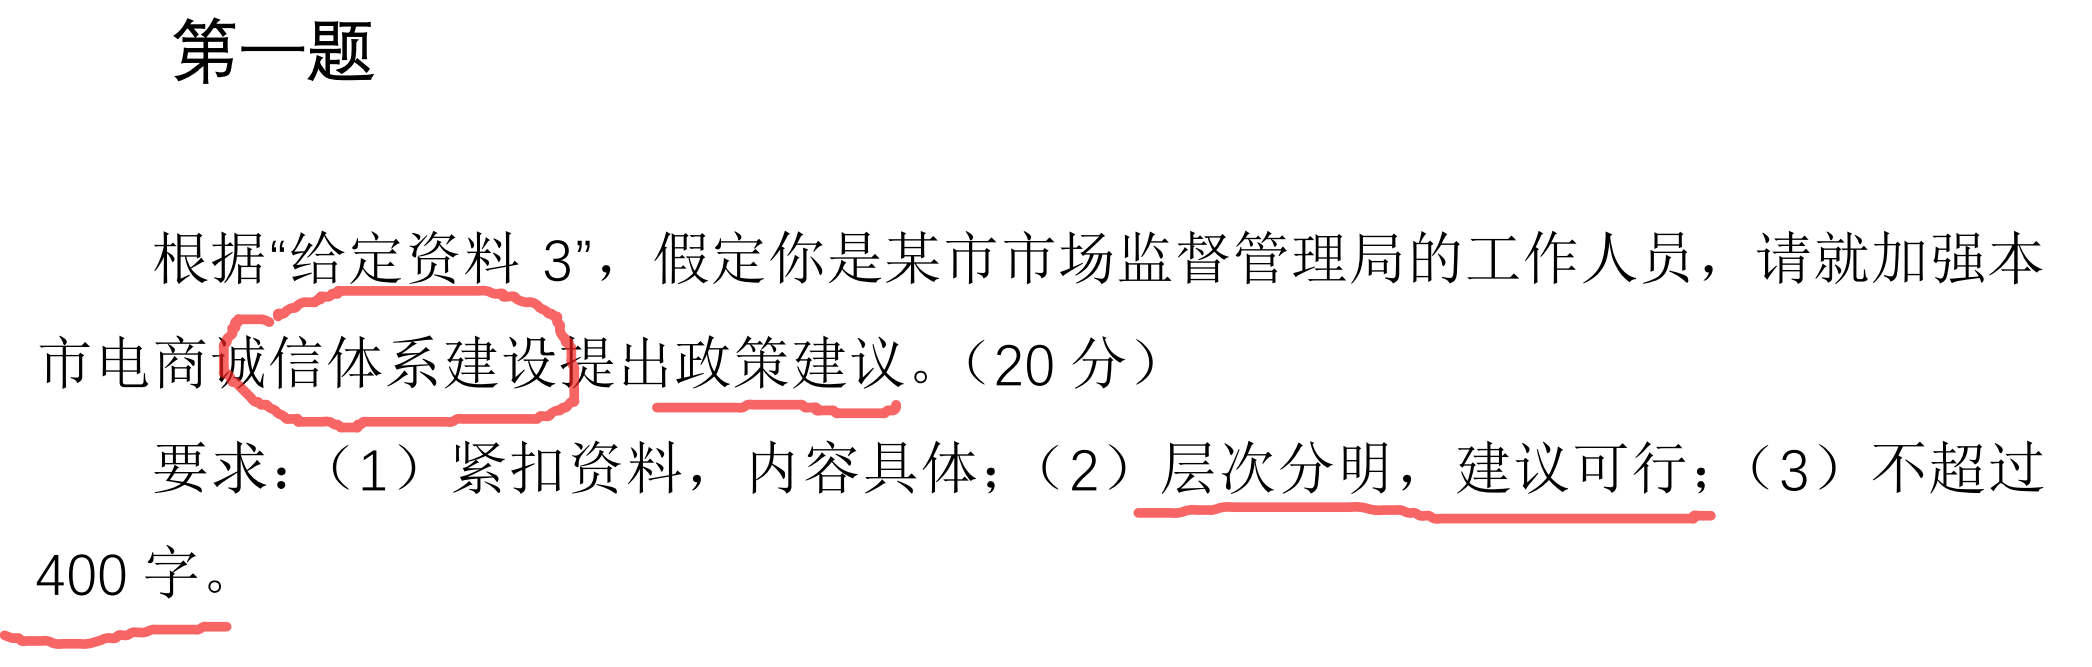 第一题
根据“给定资料 3”，假定你是某市市场监督管理局的工作人员，请就加强本
市电商诚信体系建设提出政策建议。（20 分）
要求：（1）紧扣资料，内容具体；（2）层次分明，建议可行；（3）不超过
400 字。